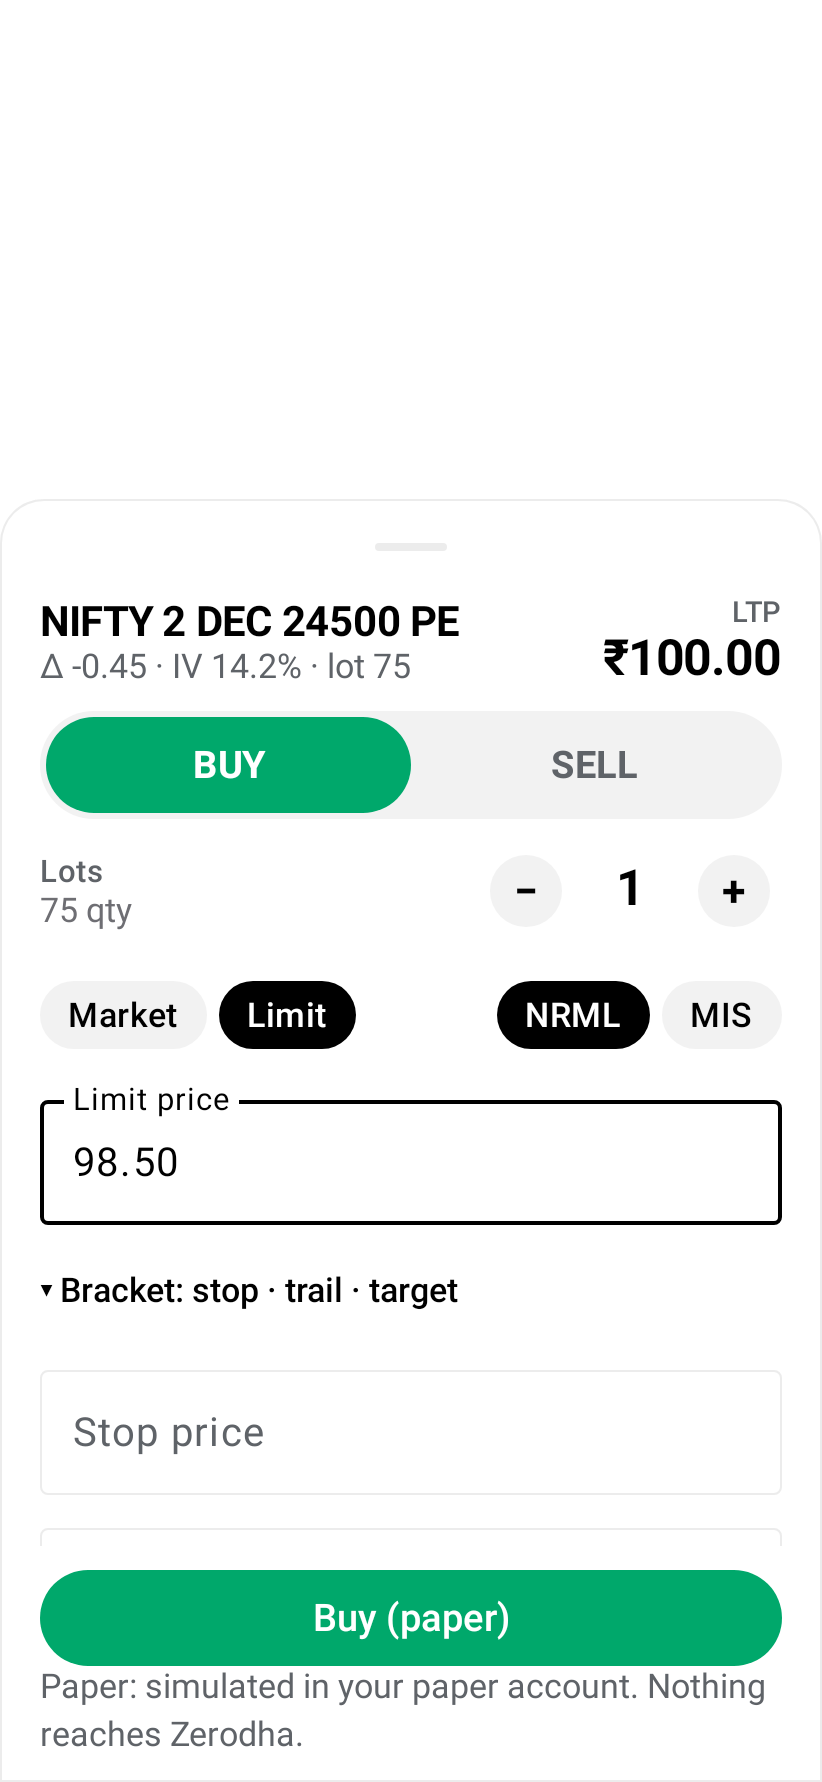 NIFTY 2 DEC 24500 PE
LTP
Δ -0.45 · IV 14.2% · lot 75
₹100.00
BUY
SELL
Lots
75 qty
−
1
+
Market
Limit
NRML
MIS
Limit price
98.50
▾ Bracket: stop · trail · target
Stop price
Buy (paper)
Paper: simulated in your paper account. Nothing
reaches Zerodha.